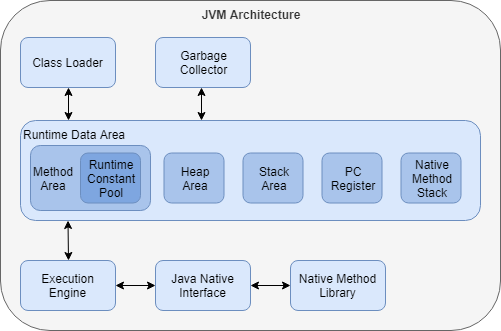 JVM Architecture
Class Loader
Garbage
Collector
Runtime Data Area
Method
Area
Runtime
Constant
Pool
Heap
Area
Stack
Area
PC
Register
Native
Method
Stack
Execution
Engine
Java Native
Interface
Native Method
Library